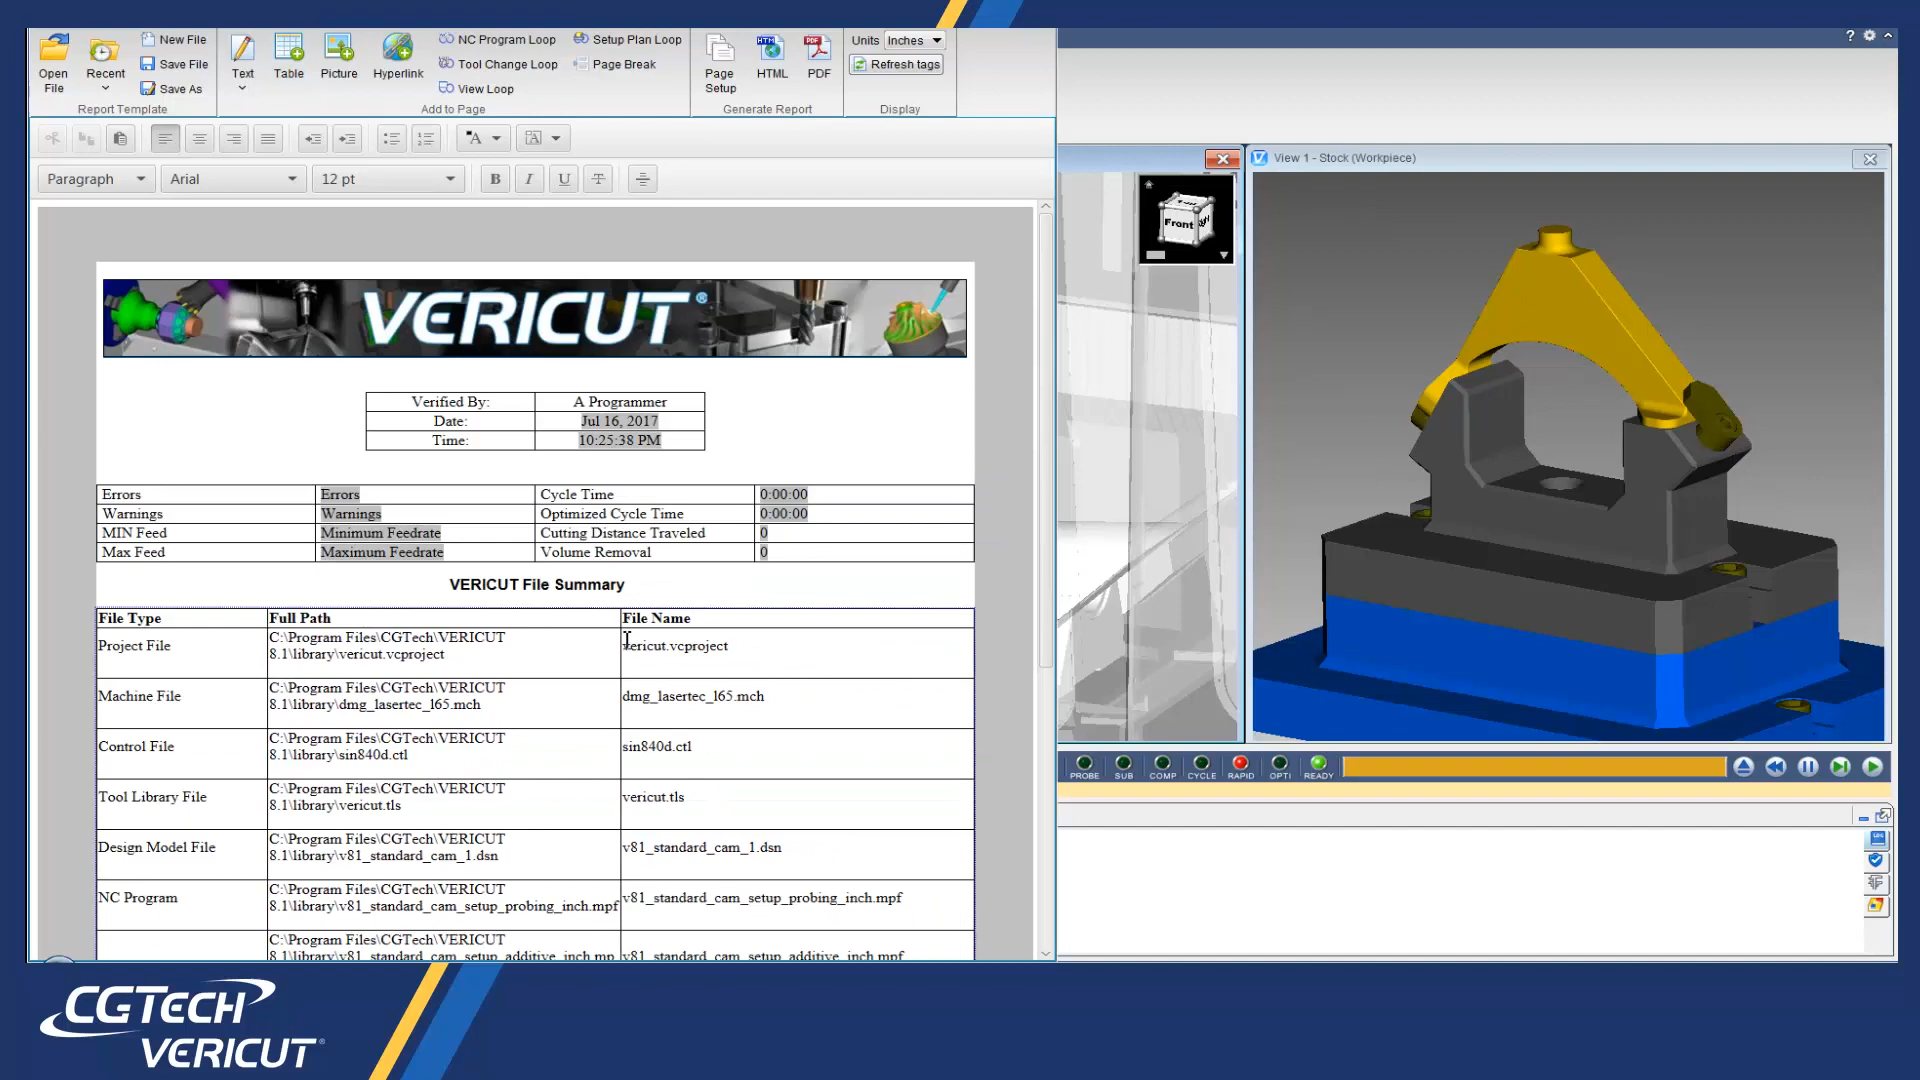 Open File
Recent
New File
Save File
Save As
Report Template
Text
Table
Picture
Hyperlink
NC Program Loop
Tool Change Loop
View Loop
Setup Plan Loop
Page Break
Add to Page
Page Setup
HTML
PDF
Generate Report
Units Inches
Refresh tags
Display
Paragraph Arial 12 pt B I U
VERICUT®
Verified By: A Programmer
Date: Jul 16, 2017
Time: 10:25:38 PM
Errors Errors Cycle Time 0:00:00
Warnings Warnings Optimized Cycle Time 0:00:00
MIN Feed Minimum Feedrate Cutting Distance Traveled 0
Max Feed Maximum Feedrate Volume Removal 0
VERICUT File Summary
File Type Full Path File Name
Project File C:\Program Files\CGTech\VERICUT
8.1\library\vericut.vcproject vericut.vcproject
Machine File C:\Program Files\CGTech\VERICUT
8.1\library\dmg_lasertec_l65.mch dmg_lasertec_l65.mch
Control File C:\Program Files\CGTech\VERICUT
8.1\library\sin840d.ctl sin840d.ctl
Tool Library File C:\Program Files\CGTech\VERICUT
8.1\library\vericut.tls vericut.tls
Design Model File C:\Program Files\CGTech\VERICUT
8.1\library\v81_standard_cam_1.dsn v81_standard_cam_1.dsn
NC Program C:\Program Files\CGTech\VERICUT
8.1\library\v81_standard_cam_setup_probing_inch.mpf v81_standard_cam_setup_probing_inch.mpf
C:\Program Files\CGTech\VERICUT
8.1\library\v81_standard_cam_setup_additive_inch.mp v81_standard_cam_setup_additive_inch.mpf
Front
View 1 - Stock (Workpiece)
PROBE SUB COMP CYCLE RAPID OPTI READY
CGTECH
VERICUT